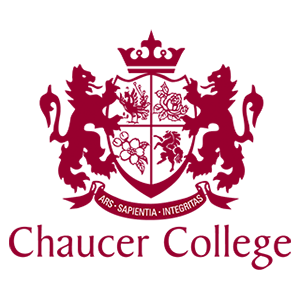 ARS · SAPIENTIA · INTEGRITAS
Chaucer College